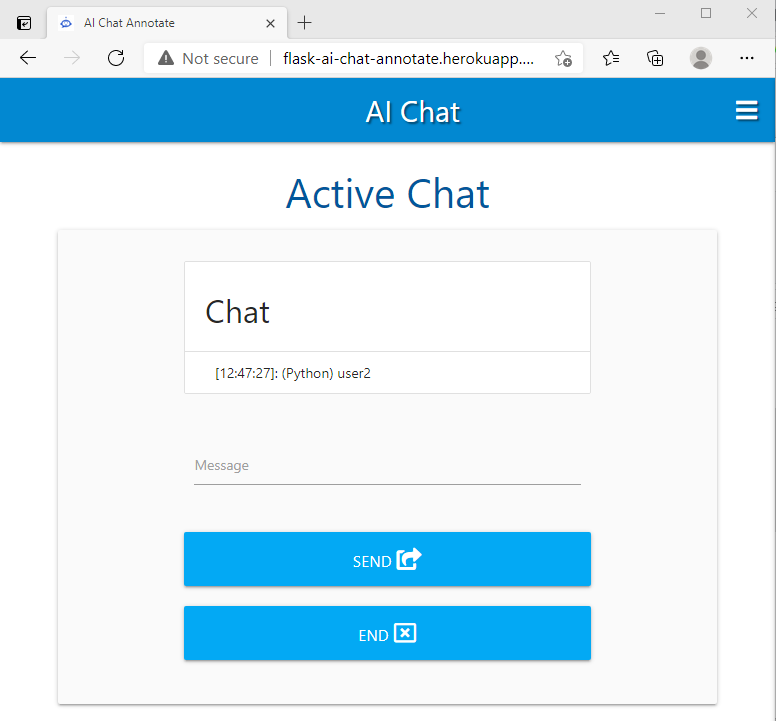 AI Chat Annotate
Not secure
flask-ai-chat-annotate.herokuapp....
AI Chat
Active Chat
Chat
[12:47:27]: (Python) user2
Message
SEND
END